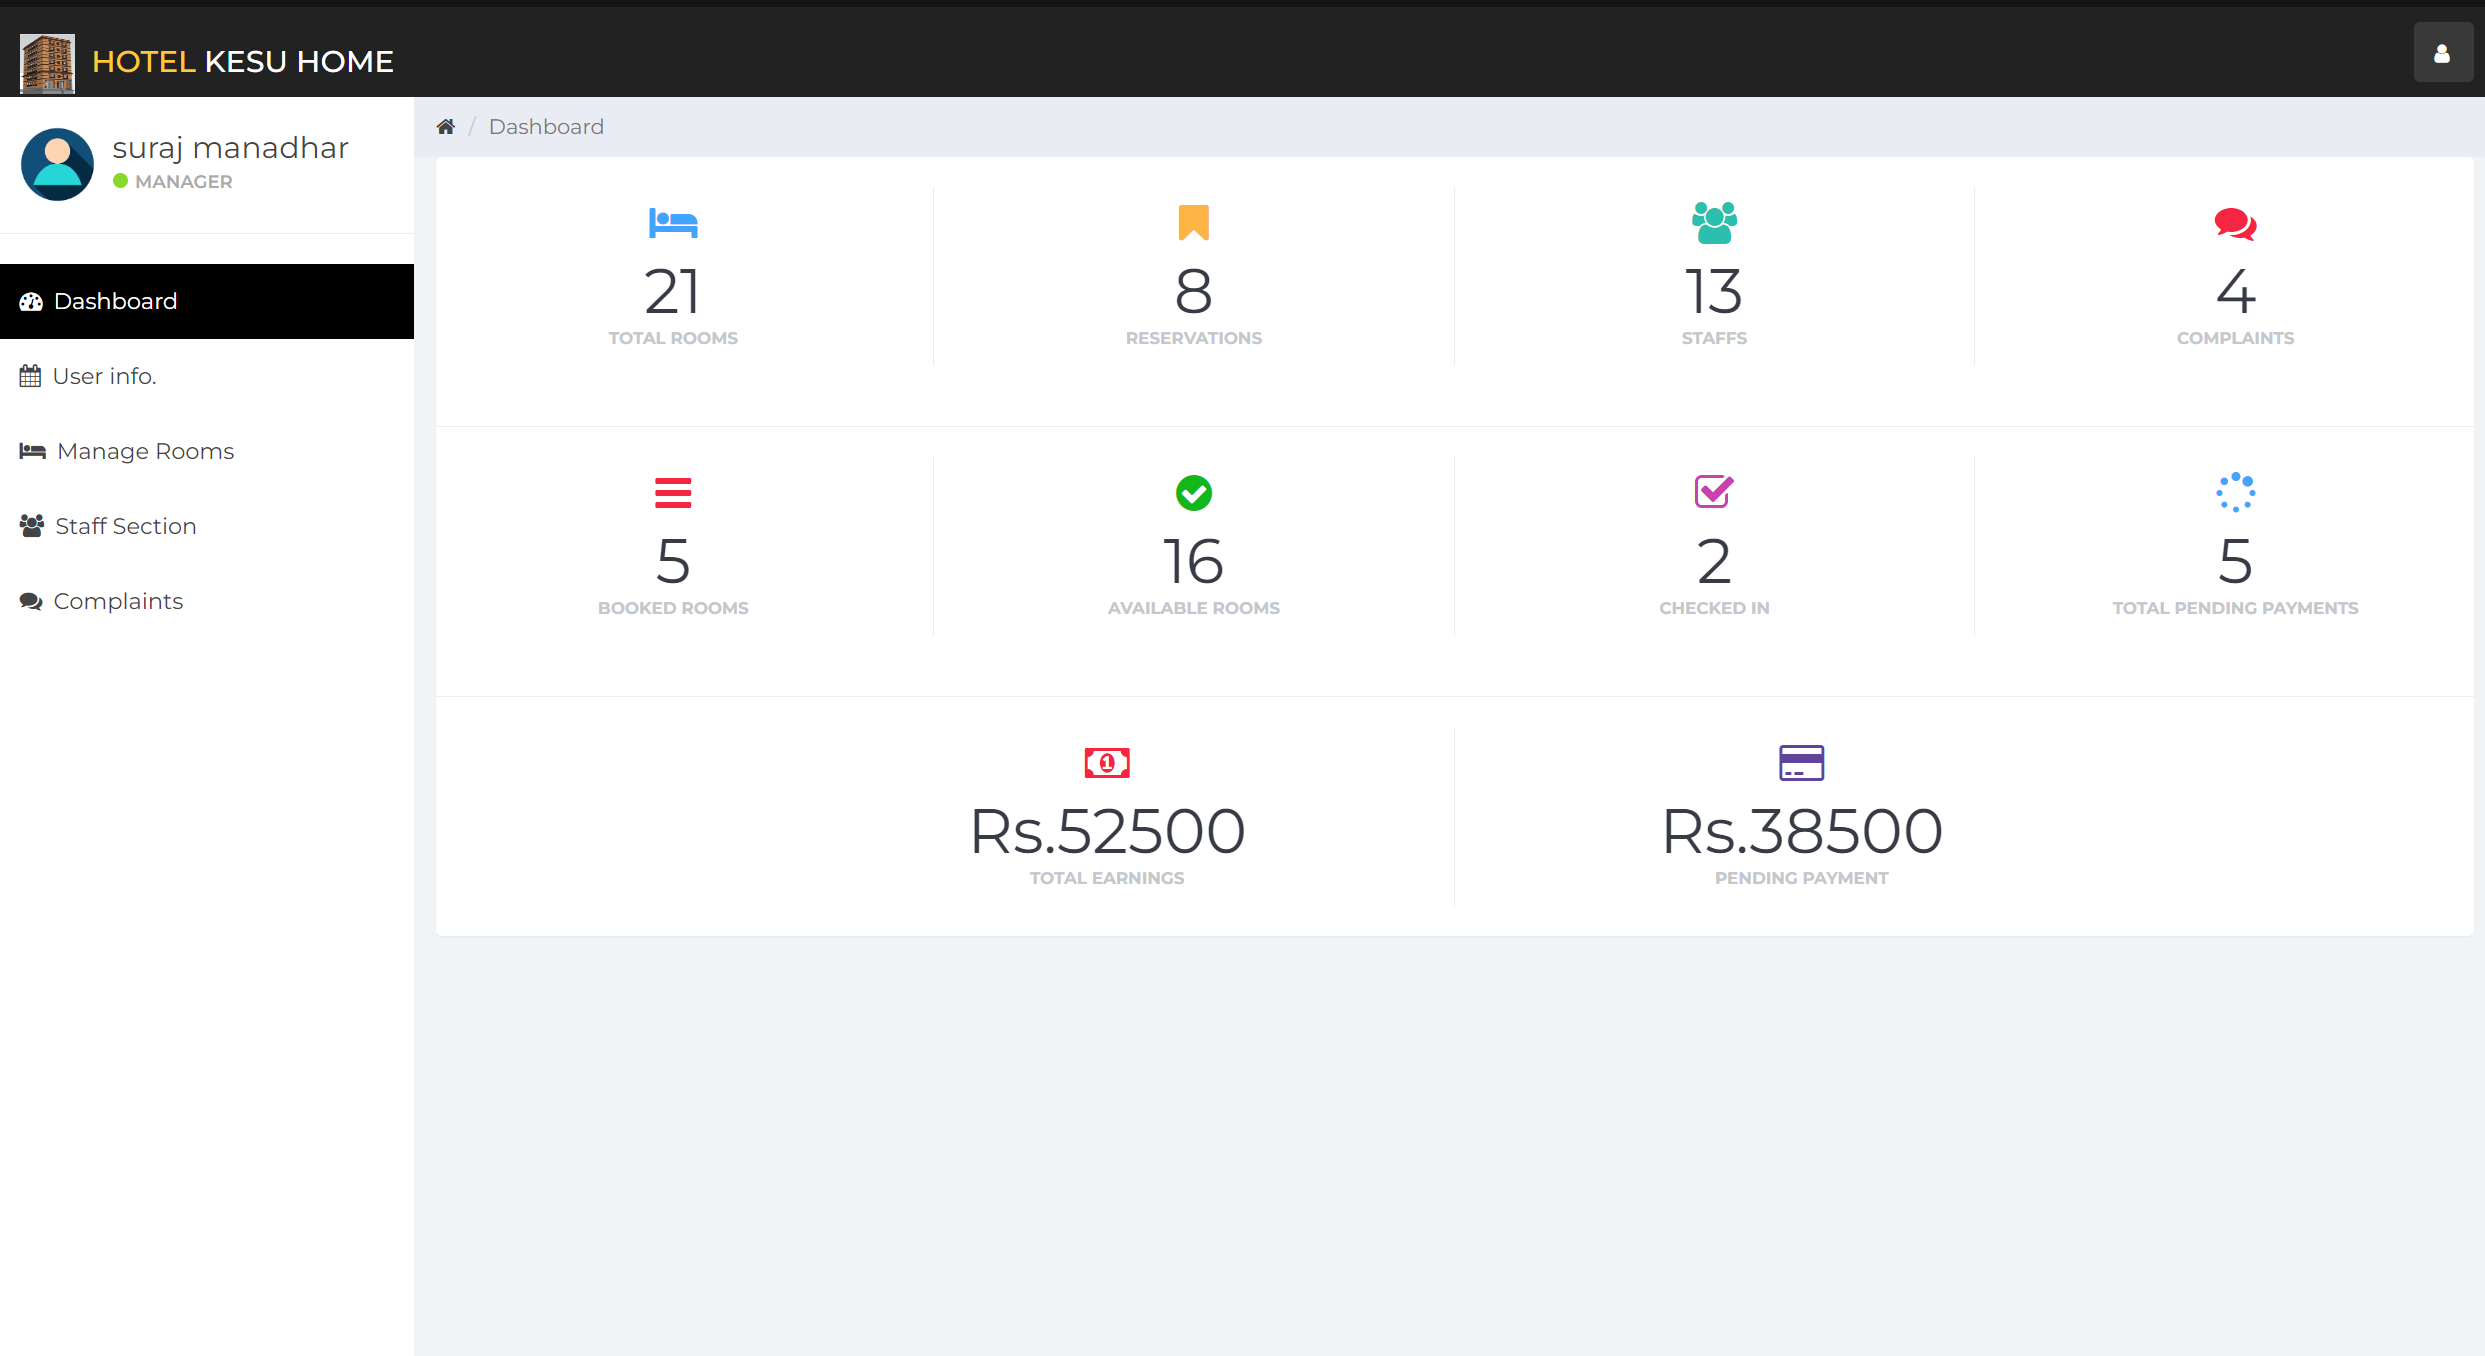 HOTEL KESU HOME
suraj manadhar
MANAGER
Dashboard
User info.
Manage Rooms
Staff Section
Complaints
/ Dashboard
21
TOTAL ROOMS
8
RESERVATIONS
13
STAFFS
4
COMPLAINTS
5
BOOKED ROOMS
16
AVAILABLE ROOMS
2
CHECKED IN
5
TOTAL PENDING PAYMENTS
Rs.52500
TOTAL EARNINGS
Rs.38500
PENDING PAYMENT